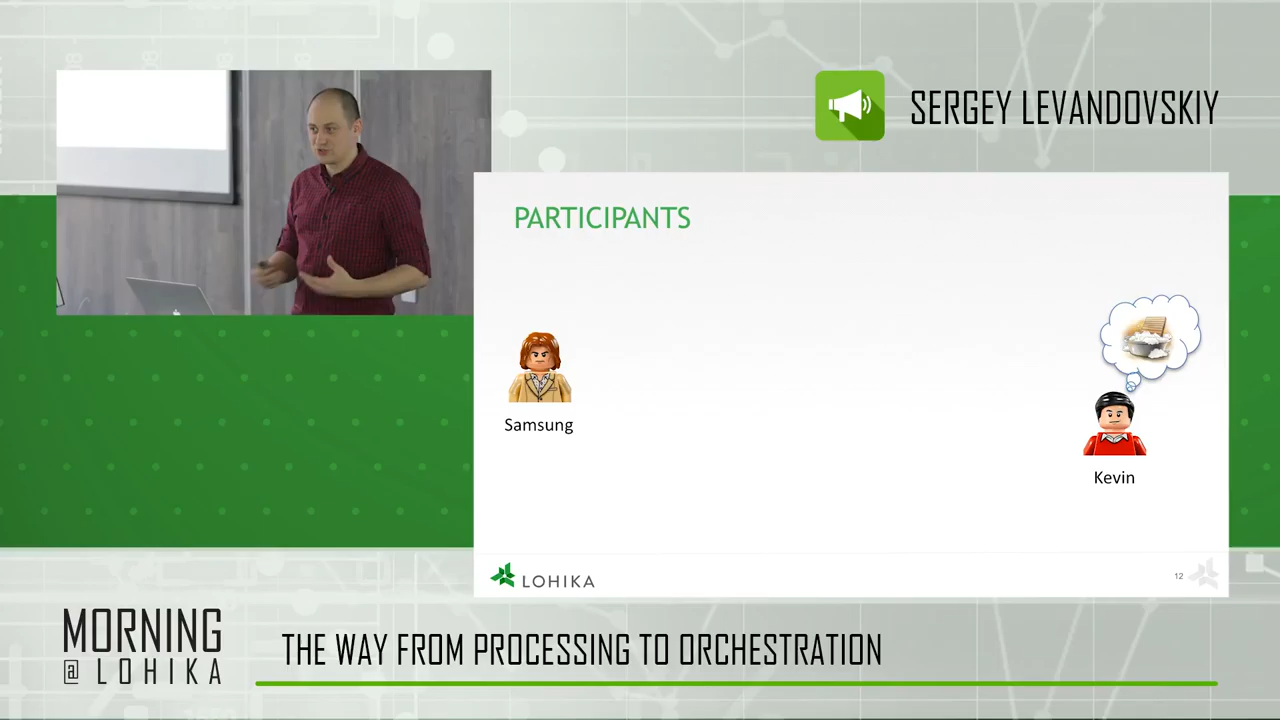 SERGEY LEVANDOVSKIY
PARTICIPANTS
Samsung
Kevin
LOHIKA
12
MORNING
@ LOHIKA
THE WAY FROM PROCESSING TO ORCHESTRATION